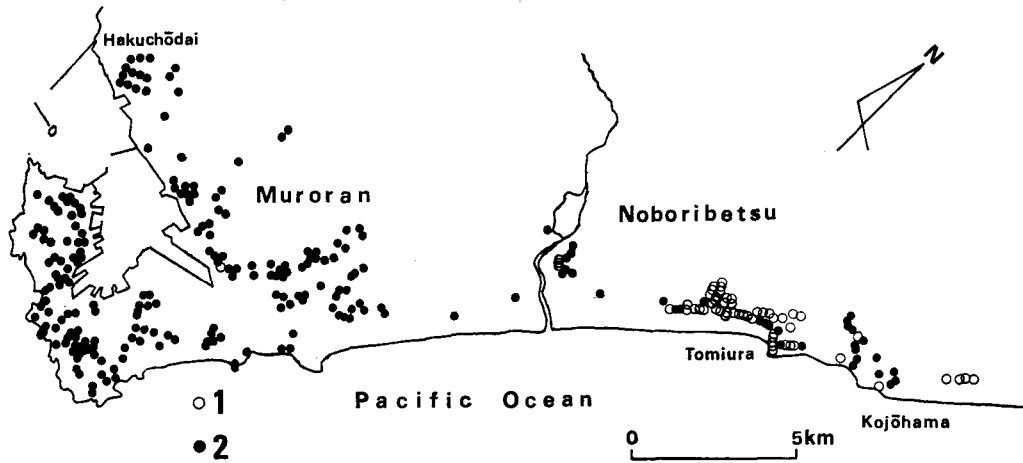 Hakuchōdai
N
Muroran
Noboribetsu
Tomiura
1
Pacific Ocean
Kojōhama
2
0 5km